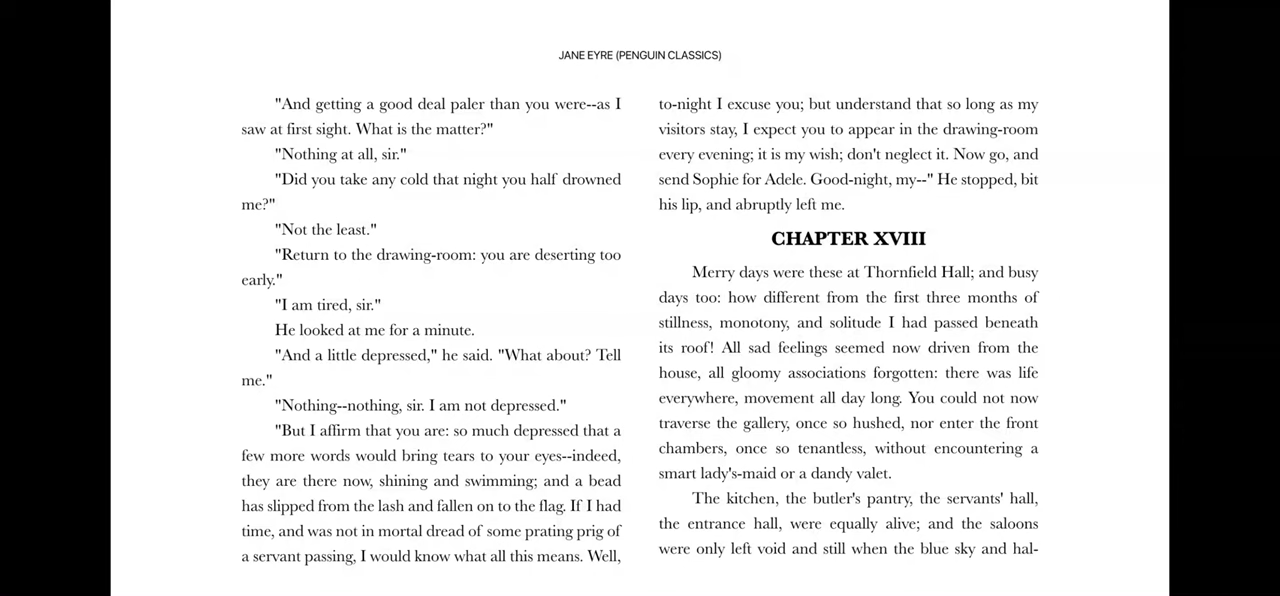 JANE EYRE (PENGUIN CLASSICS)
"And getting a good deal paler than you were--as I
saw at first sight. What is the matter?"
"Nothing at all, sir."
"Did you take any cold that night you half drowned
me?"
"Not the least."
"Return to the drawing-room: you are deserting too
early."
"I am tired, sir."
He looked at me for a minute.
"And a little depressed," he said. "What about? Tell
me."
"Nothing--nothing, sir. I am not depressed."
"But I affirm that you are: so much depressed that a
few more words would bring tears to your eyes--indeed,
they are there now, shining and swimming; and a bead
has slipped from the lash and fallen on to the flag. If I had
time, and was not in mortal dread of some prating prig of
a servant passing, I would know what all this means. Well,
to-night I excuse you; but understand that so long as my
visitors stay, I expect you to appear in the drawing-room
every evening; it is my wish; don't neglect it. Now go, and
send Sophie for Adele. Good-night, my--" He stopped, bit
his lip, and abruptly left me.
CHAPTER XVIII
Merry days were these at Thornfield Hall; and busy
days too: how different from the first three months of
stillness, monotony, and solitude I had passed beneath
its roof! All sad feelings seemed now driven from the
house, all gloomy associations forgotten: there was life
everywhere, movement all day long. You could not now
traverse the gallery, once so hushed, nor enter the front
chambers, once so tenantless, without encountering a
smart lady's-maid or a dandy valet.
The kitchen, the butler's pantry, the servants' hall,
the entrance hall, were equally alive; and the saloons
were only left void and still when the blue sky and hal-